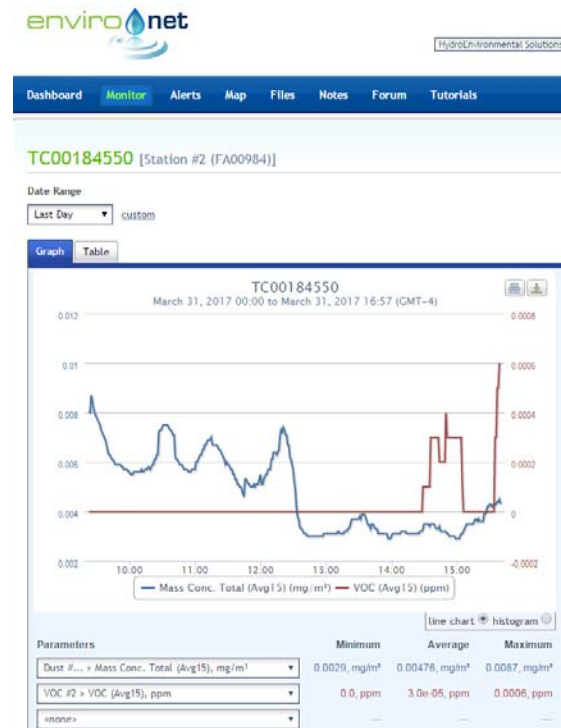 enviro net
HydroEnvironmental Solutions
Dashboard Monitor Alerts Map Files Notes Forum Tutorials
TC00184550 [Station #2 (FA00984)]
Date Range
Last Day custom
Graph Table
TC00184550
March 31, 2017 00:00 to March 31, 2017 16:57 (GMT-4)
0.012 0.0008
0.01 0.0006
0.008 0.0004
0.006 0.0002
0.004 0
0.002 -0.0002
10:00 11:00 12:00 13:00 14:00 15:00
Mass Conc. Total (Avg15) (mg/m³) VOC (Avg15) (ppm)
line chart histogram
Parameters Minimum Average Maximum
Dust #... » Mass Conc. Total (Avg15), mg/m³ 0.0029, mg/m³ 0.00476, mg/m³ 0.0087, mg/m³
VOC #2 » VOC (Avg15), ppm 0.0, ppm 3.0e-05, ppm 0.0006, ppm
<none> — — —